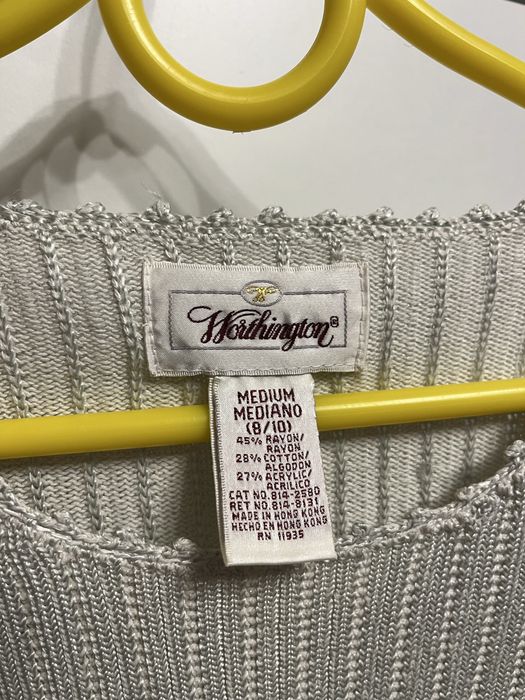 Worthington®
MEDIUM
MEDIANO
(8/10)
45% RAYON/
RAYON
28% COTTON/
ALGODON
27% ACRYLIC/
ACRILICO
CAT NO.814-2580
RET NO.814-8131
MADE IN HONG KONG
HECHO EN HONG KONG
RN 11935